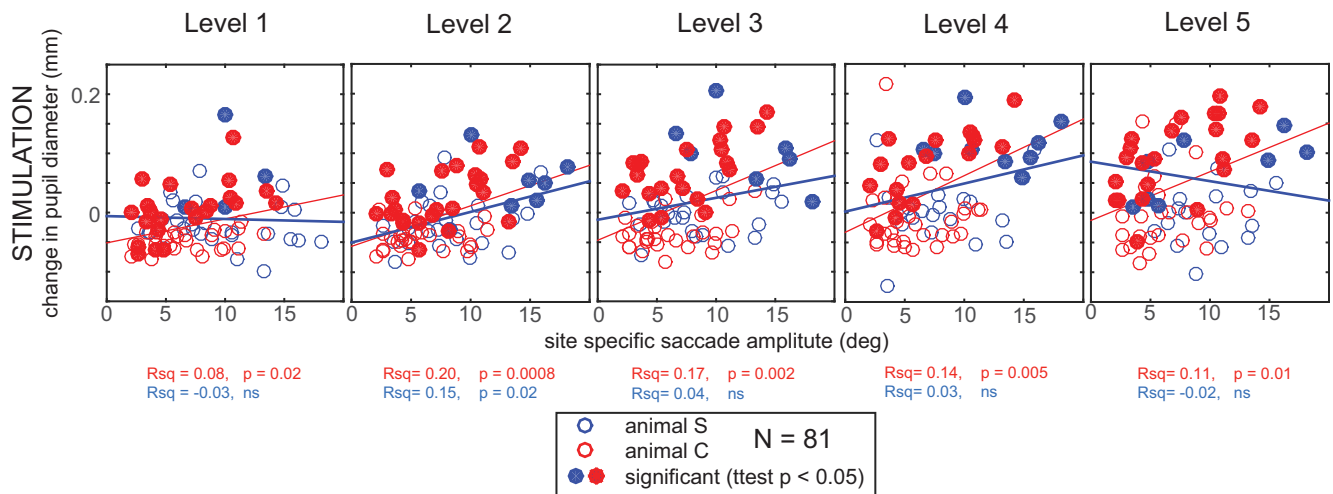 Level 1 Level 2 Level 3 Level 4 Level 5
STIMULATION
change in pupil diameter (mm)
0.2
0
0 5 10 15 0 5 10 15 0 5 10 15 0 5 10 15 0 5 10 15
site specific saccade amplitute (deg)
Rsq = 0.08, p = 0.02 Rsq= 0.20, p = 0.0008 Rsq= 0.17, p = 0.002 Rsq= 0.14, p = 0.005 Rsq= 0.11, p = 0.01
Rsq = -0.03, ns Rsq= 0.15, p = 0.02 Rsq= 0.04, ns Rsq= 0.03, ns Rsq= -0.02, ns
animal S
animal C N = 81
significant (ttest p < 0.05)